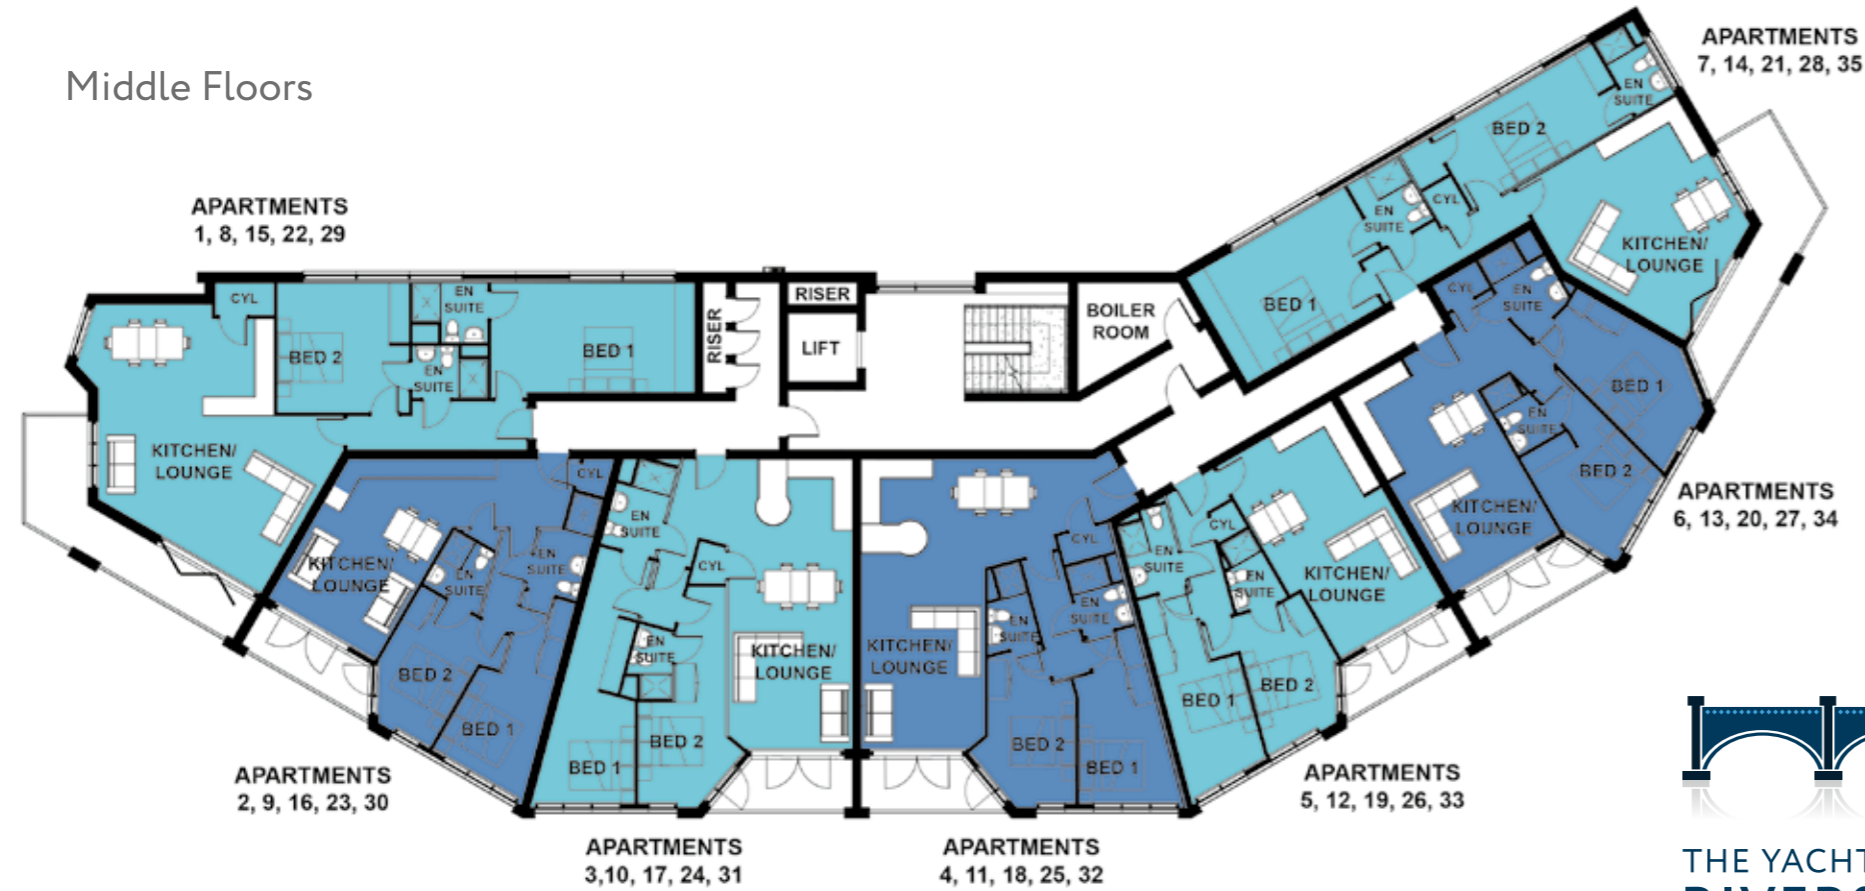 Middle Floors
APARTMENTS
1, 8, 15, 22, 29
APARTMENTS
7, 14, 21, 28, 35
CYL
EN
SUITE
BED 2
BED 1
EN
SUITE
KITCHEN/
LOUNGE
RISER
RISER
LIFT
BOILER
ROOM
BED 1
EN
SUITE
CYL
BED 2
EN
SUITE
KITCHEN/
LOUNGE
CYL
EN
SUITE
BED 1
EN
SUITE
BED 2
KITCHEN/
LOUNGE
APARTMENTS
6, 13, 20, 27, 34
CYL
KITCHEN/
LOUNGE
EN
SUITE
EN
SUITE
BED 2
BED 1
APARTMENTS
2, 9, 16, 23, 30
EN
SUITE
CYL
EN
SUITE
KITCHEN/
LOUNGE
BED 1
BED 2
APARTMENTS
3,10, 17, 24, 31
CYL
EN
SUITE
EN
SUITE
KITCHEN/
LOUNGE
BED 2
BED 1
APARTMENTS
4, 11, 18, 25, 32
CYL
EN
SUITE
EN
SUITE
KITCHEN/
LOUNGE
BED 1
BED 2
APARTMENTS
5, 12, 19, 26, 33
THE YACHT